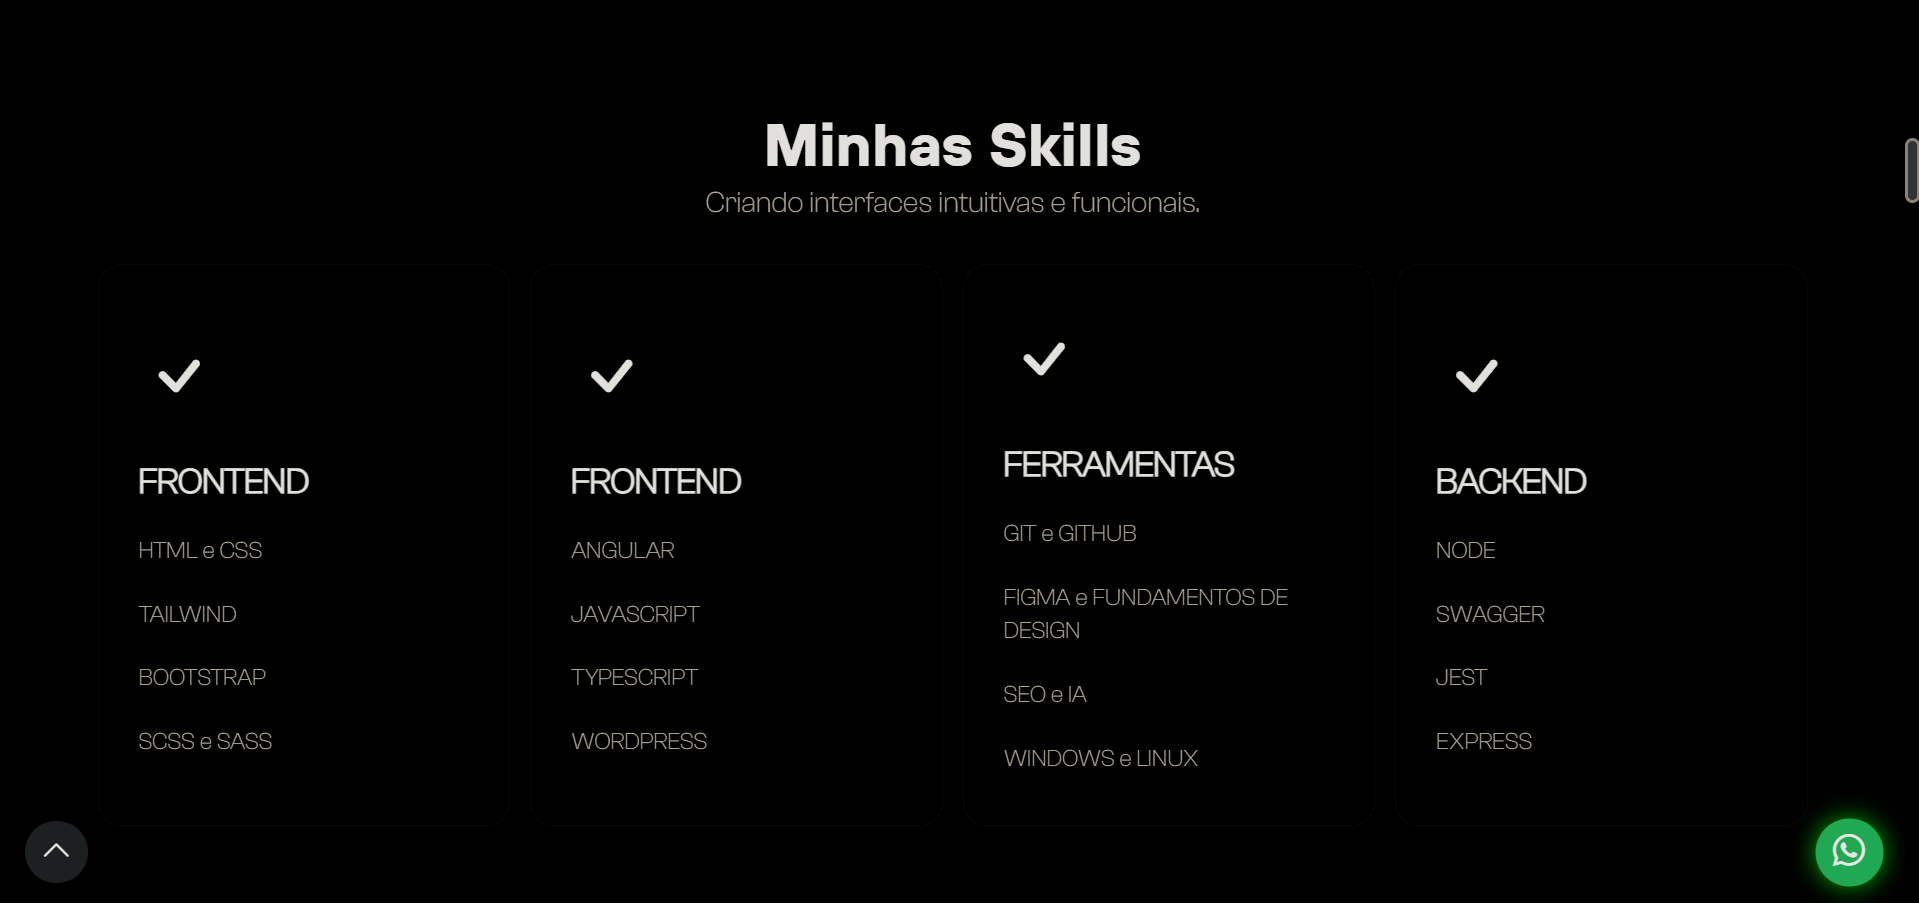 Minhas Skills
Criando interfaces intuitivas e funcionais.
FRONTEND
HTML e CSS
TAILWIND
BOOTSTRAP
SCSS e SASS
FRONTEND
ANGULAR
JAVASCRIPT
TYPESCRIPT
WORDPRESS
FERRAMENTAS
GIT e GITHUB
FIGMA e FUNDAMENTOS DE
DESIGN
SEO e IA
WINDOWS e LINUX
BACKEND
NODE
SWAGGER
JEST
EXPRESS